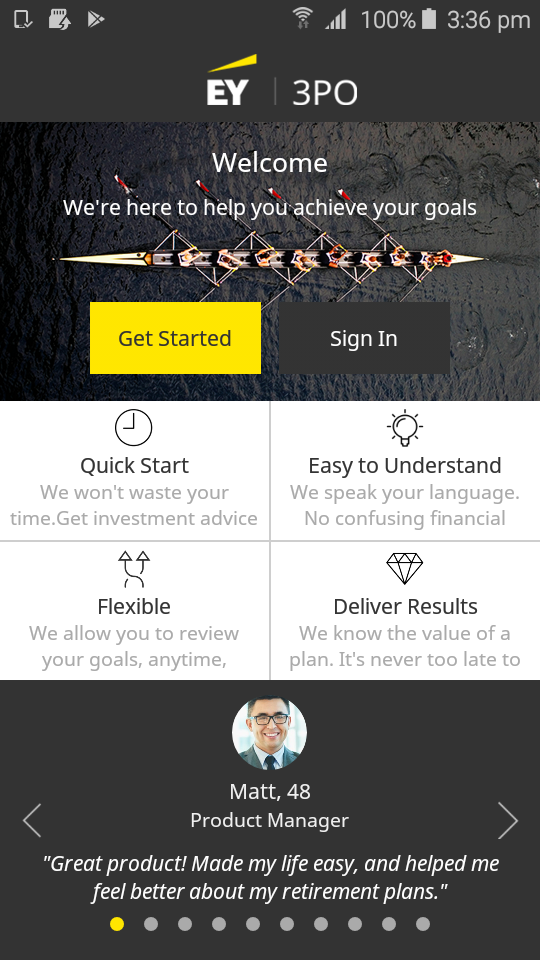 100% 3:36 pm
EY | 3PO
Welcome
We're here to help you achieve your goals
Get Started
Sign In
Quick Start
We won't waste your
time.Get investment advice
Easy to Understand
We speak your language.
No confusing financial
Flexible
We allow you to review
your goals, anytime,
Deliver Results
We know the value of a
plan. It's never too late to
Matt, 48
Product Manager
"Great product! Made my life easy, and helped me
feel better about my retirement plans."